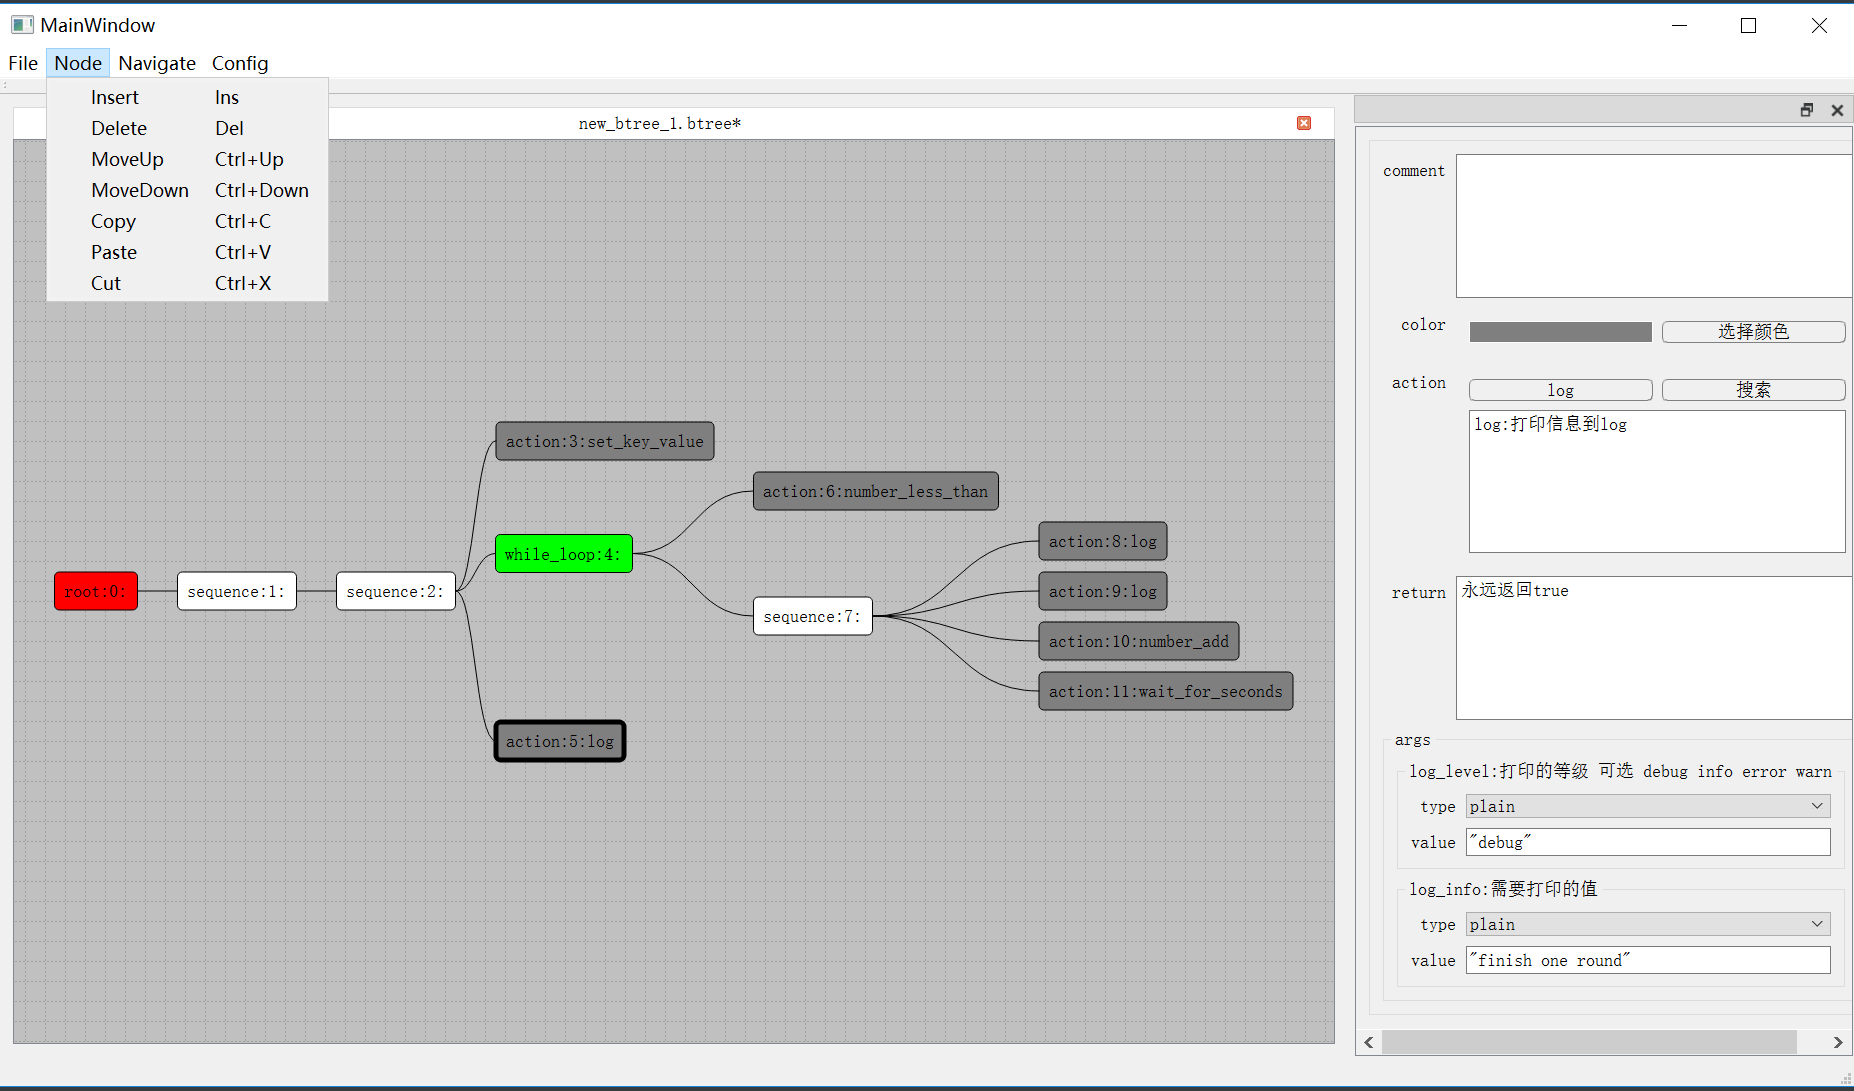 MainWindow
File Node Navigate Config
Insert Ins
Delete Del
MoveUp Ctrl+Up
MoveDown Ctrl+Down
Copy Ctrl+C
Paste Ctrl+V
Cut Ctrl+X
new_btree_1.btree*
action:3:set_key_value
action:6:number_less_than
action:8:log
while_loop:4:
root:0:
sequence:1:
sequence:2:
action:9:log
sequence:7:
action:10:number_add
action:11:wait_for_seconds
action:5:log
comment
color 选择颜色
action log 搜索
log:打印信息到log
return 永远返回true
args
log_level:打印的等级 可选 debug info error warn
type plain
value "debug"
log_info:需要打印的值
type plain
value "finish one round"